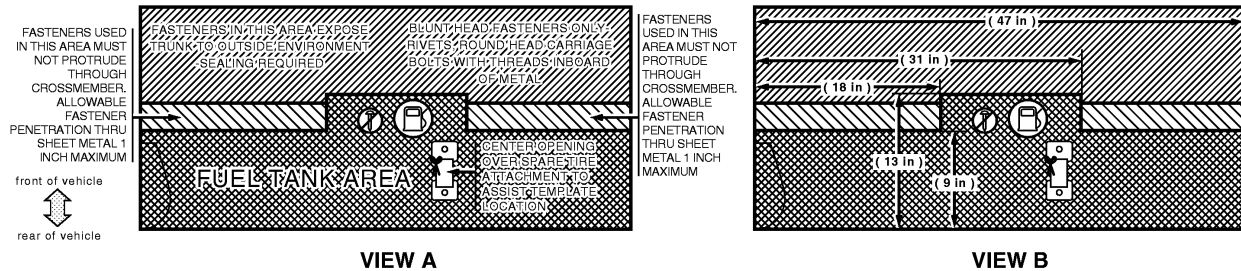 FASTENERS USED
IN THIS AREA MUST
NOT PROTRUDE
THROUGH
CROSSMEMBER.
ALLOWABLE
FASTENER
PENETRATION THRU
SHEET METAL 1
INCH MAXIMUM
front of vehicle
rear of vehicle
FASTENERS IN THIS AREA EXPOSE
TRUNK TO OUTSIDE ENVIRONMENT
SEALING REQUIRED
BLUNT HEAD FASTENERS ONLY-
RIVETS, ROUND HEAD CARRIAGE
BOLTS WITH THREADS INBOARD
OF METAL
FUEL TANK AREA
CENTER OPENING
OVER SPARE TIRE
ATTACHMENT TO
ASSIST TEMPLATE
LOCATION
FASTENERS
USED IN THIS
AREA MUST NOT
PROTRUDE
THROUGH
CROSSMEMBER.
ALLOWABLE
FASTENER
PENETRATION
THRU SHEET
METAL 1 INCH
MAXIMUM
VIEW A
( 47 in )
( 31 in )
( 18 in )
( 13 in )
( 9 in )
VIEW B